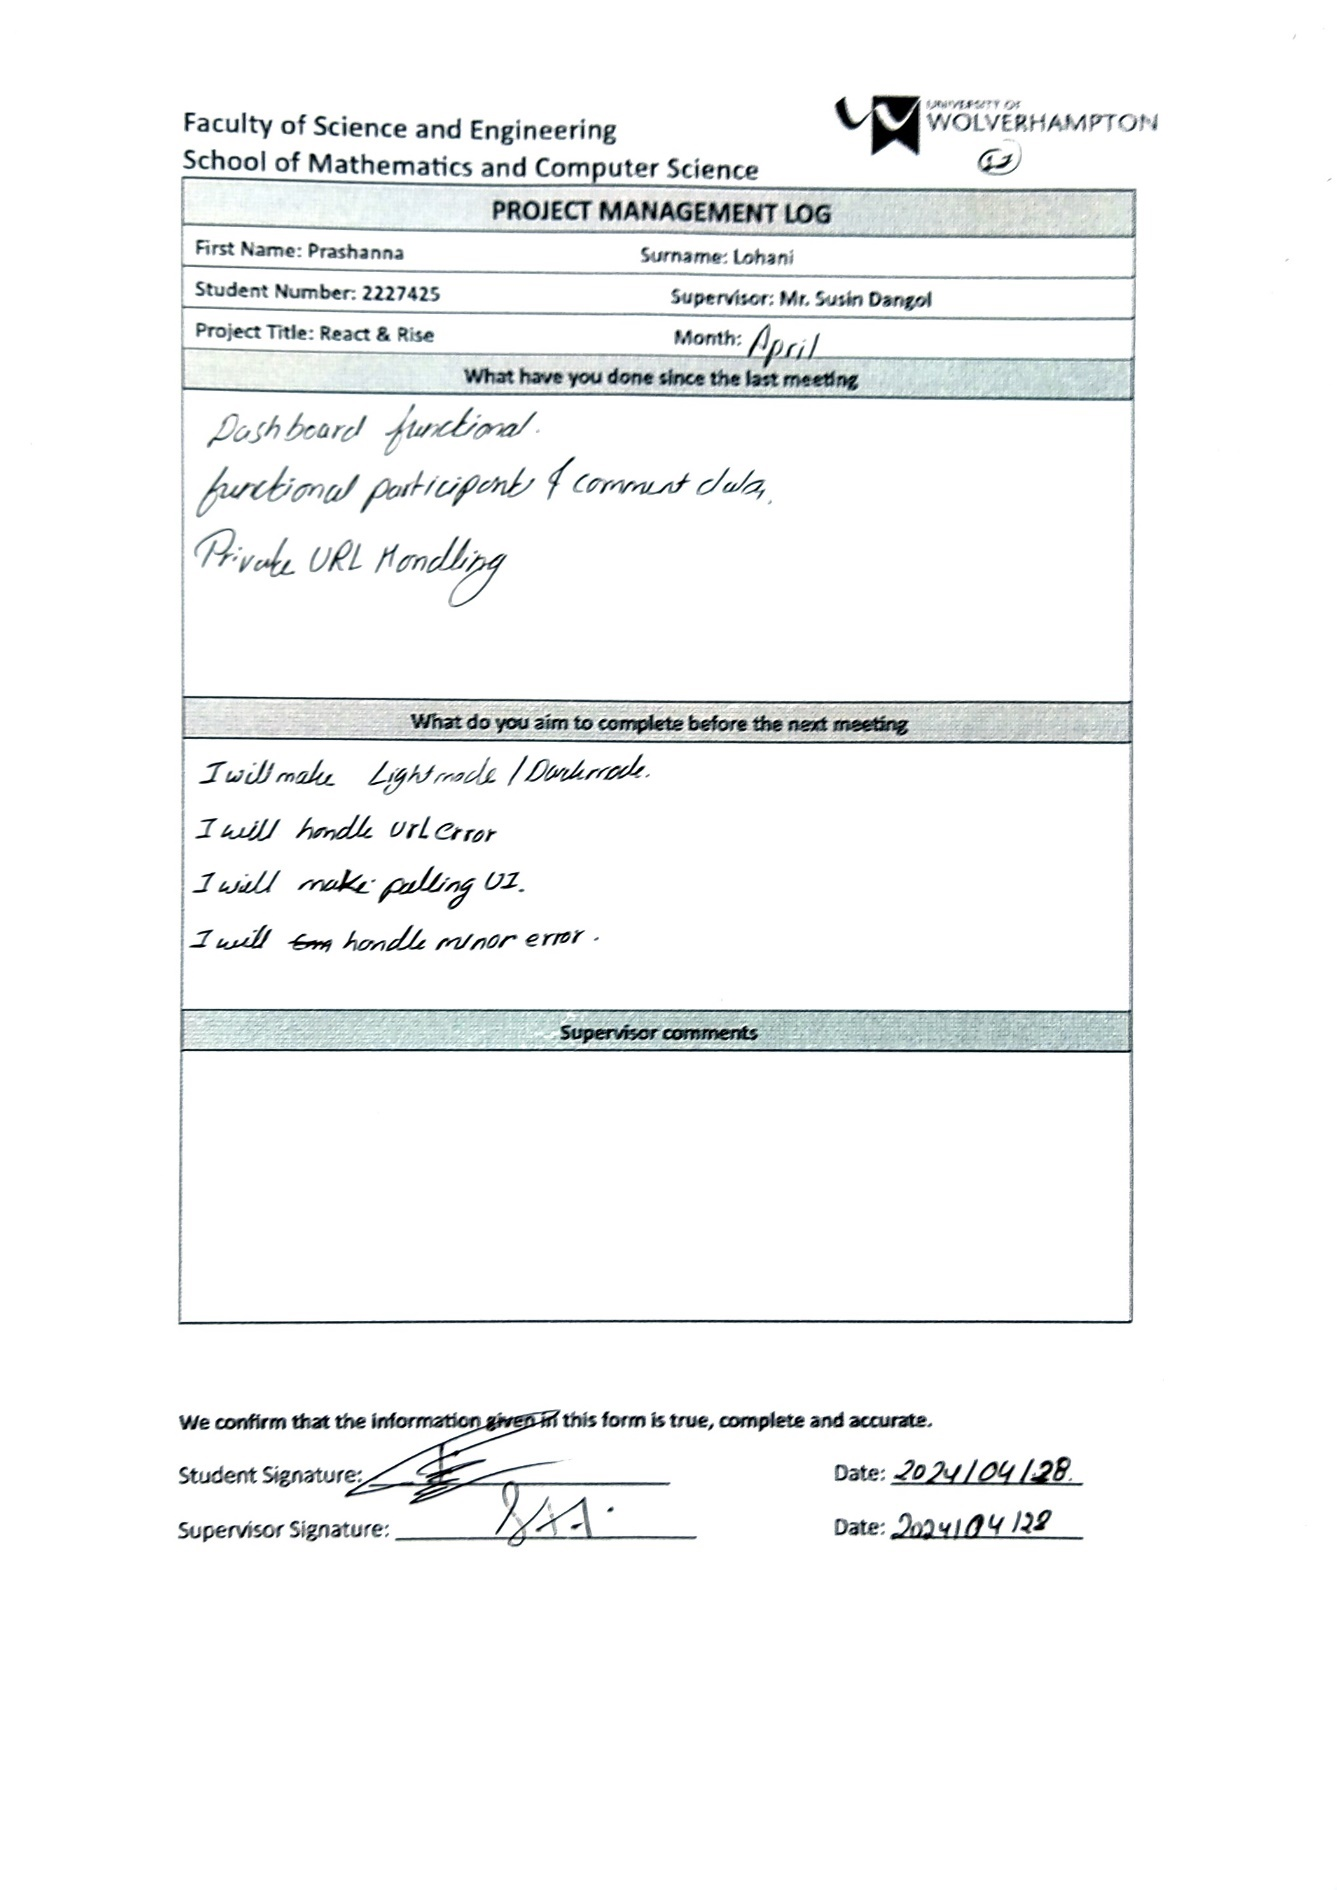 UNIVERSITY OF
WOLVERHAMPTON
Faculty of Science and Engineering
School of Mathematics and Computer Science
PROJECT MANAGEMENT LOG
First Name: Prashanna Surname: Lohani
Student Number: 2227425 Supervisor: Mr. Susin Dangol
Project Title: React & Rise Month: April
What have you done since the last meeting
Dashboard functional.
functional participants & comment data.
Private URL Handling
What do you aim to complete before the next meeting
I will make Lightmode / Darkmode.
I will handle url error
I will make polling UI.
I will handle minor error.
Supervisor comments
We confirm that the information given in this form is true, complete and accurate.
Student Signature: Date: 2024/04/28.
Supervisor Signature: Date: 2024/04/28